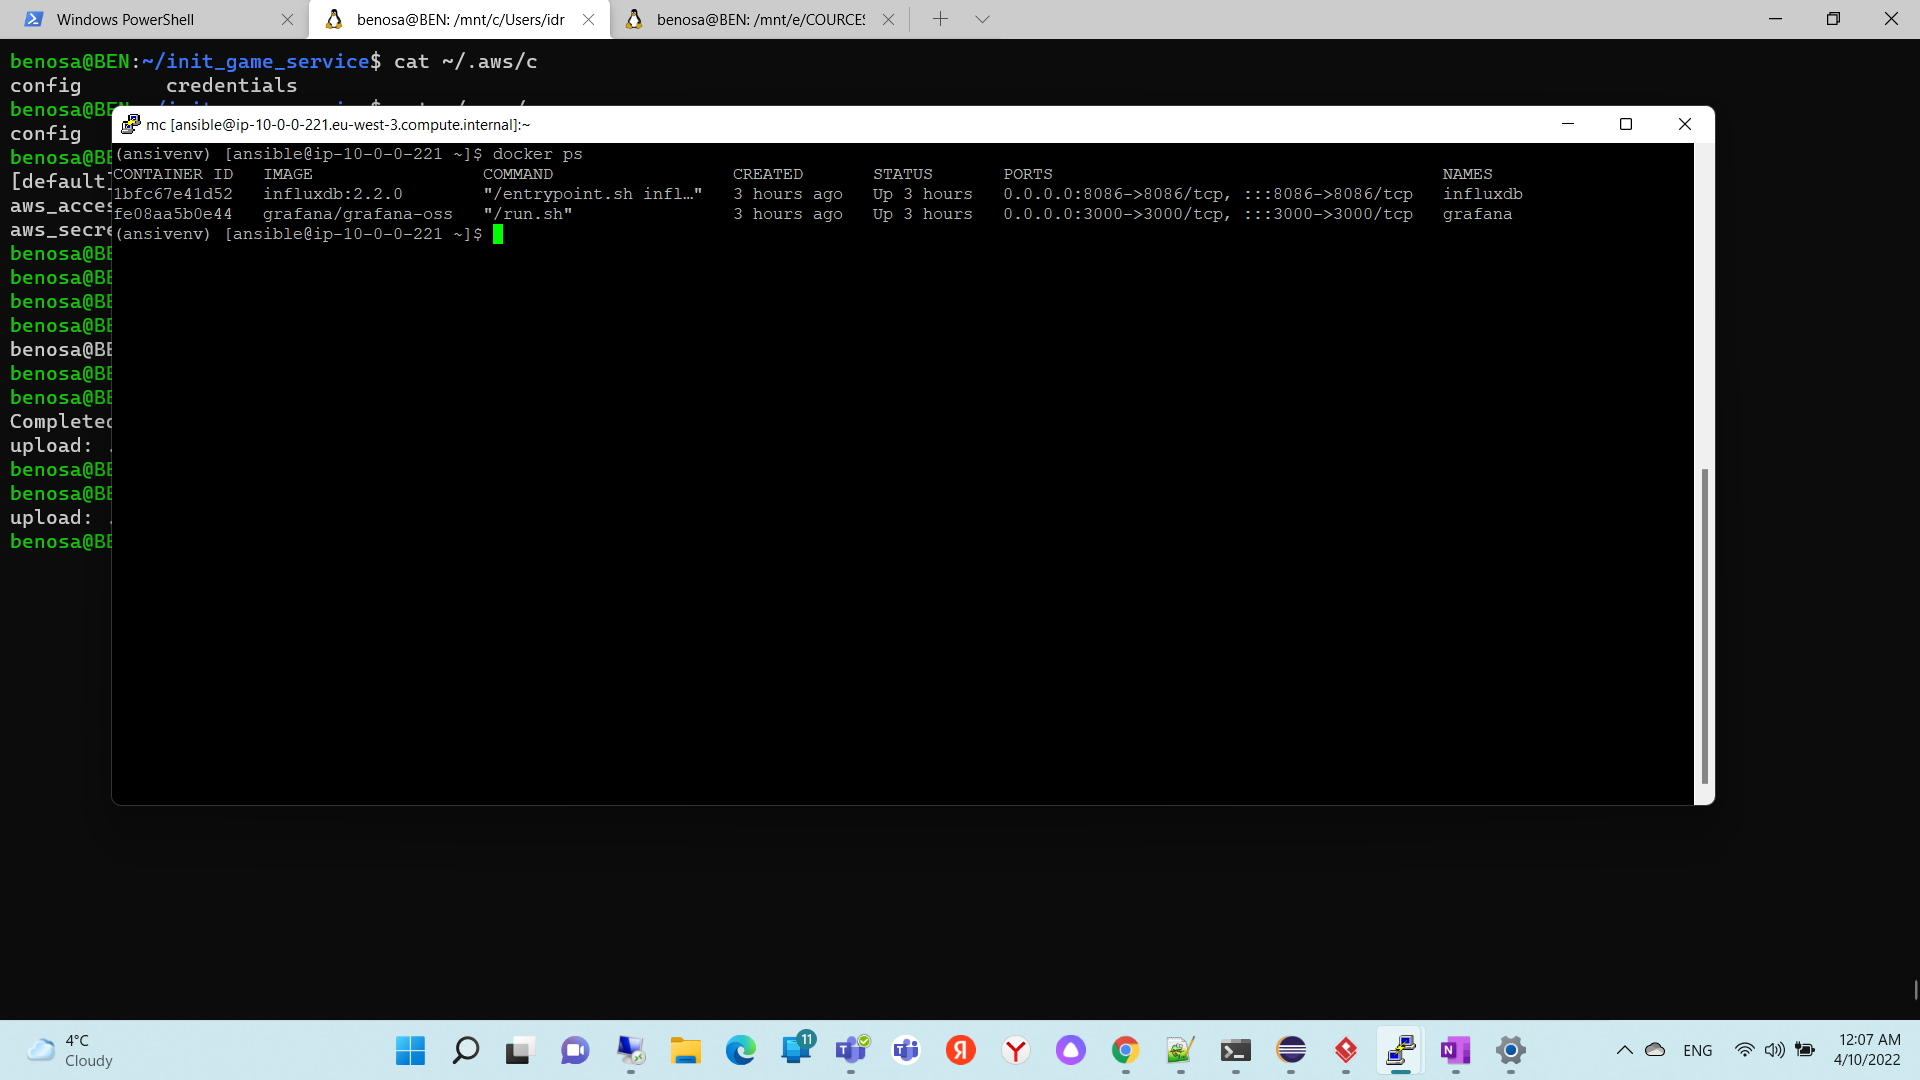 Windows PowerShell
benosa@BEN: /mnt/c/Users/idr
benosa@BEN: /mnt/e/COURCES
benosa@BEN:~/init_game_service$ cat ~/.aws/c
config credentials
benosa@BEN
config
benosa@BE
[default]
aws_acces
aws_secre
benosa@BE
benosa@BE
benosa@BE
benosa@BE
benosa@BE
benosa@BE
benosa@BE
Completed
upload: .
benosa@BE
benosa@BE
upload: .
benosa@BE
mc [ansible@ip-10-0-0-221.eu-west-3.compute.internal]:~
(ansivenv) [ansible@ip-10-0-0-221 ~]$ docker ps
CONTAINER ID IMAGE COMMAND CREATED STATUS PORTS NAMES
1bfc67e41d52 influxdb:2.2.0 "/entrypoint.sh infl…" 3 hours ago Up 3 hours 0.0.0.0:8086->8086/tcp, :::8086->8086/tcp influxdb
fe08aa5b0e44 grafana/grafana-oss "/run.sh" 3 hours ago Up 3 hours 0.0.0.0:3000->3000/tcp, :::3000->3000/tcp grafana
(ansivenv) [ansible@ip-10-0-0-221 ~]$
4°C
Cloudy
11
ENG
12:07 AM
4/10/2022